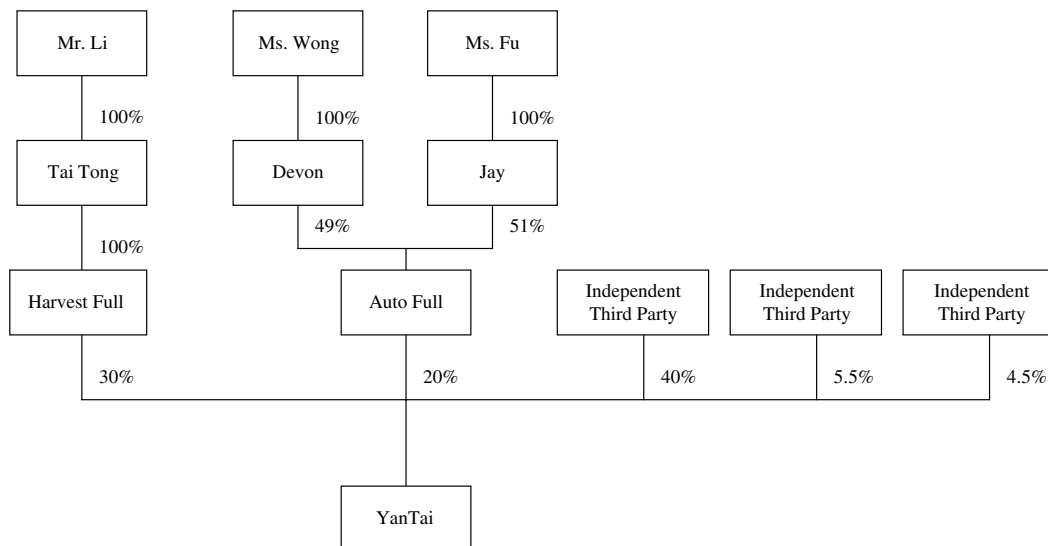 Mr. Li
Ms. Wong
Ms. Fu
100%
100%
100%
Tai Tong
Devon
Jay
49%
51%
100%
Harvest Full
Auto Full
Independent
Third Party
Independent
Third Party
Independent
Third Party
30%
20%
40%
5.5%
4.5%
YanTai